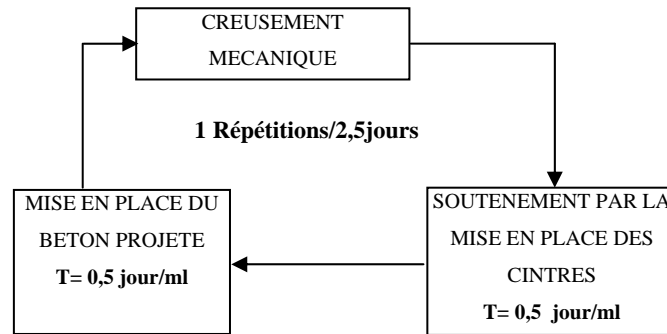 CREUSEMENT
MECANIQUE
1 Répétitions/2,5jours
MISE EN PLACE DU
BETON PROJETE
T= 0,5 jour/ml
SOUTENEMENT PAR LA
MISE EN PLACE DES
CINTRES
T= 0,5 jour/ml